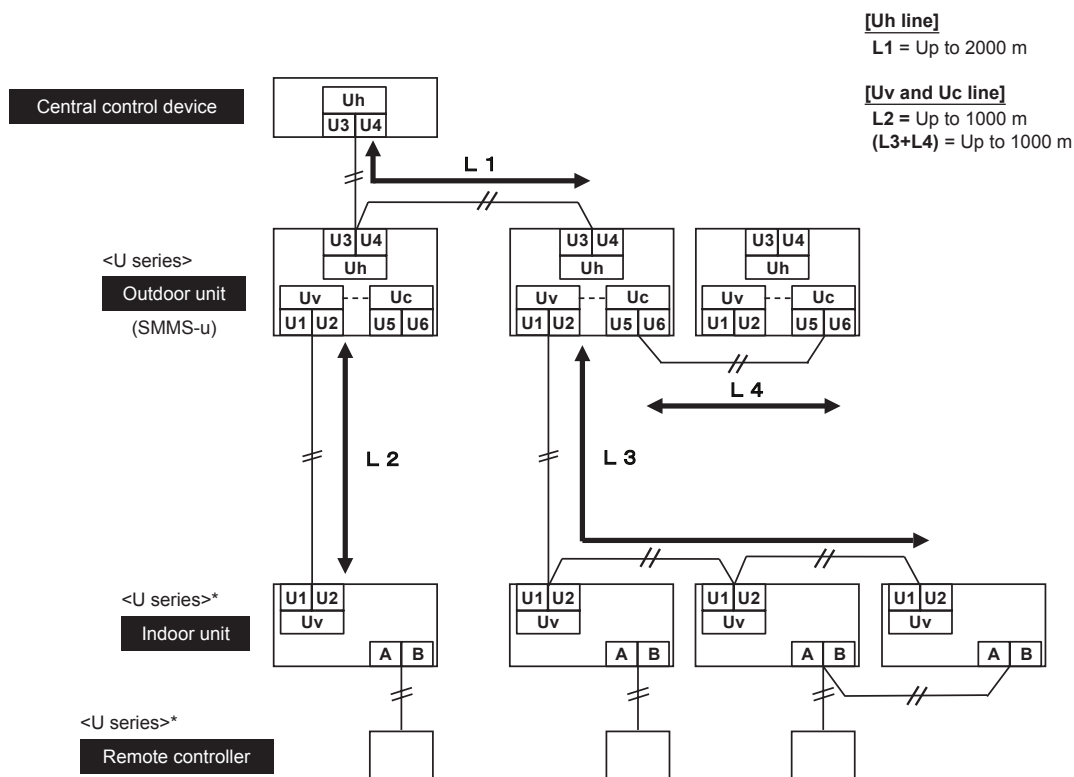 [Uh line]
L1 = Up to 2000 m
[Uv and Uc line]
L2 = Up to 1000 m
(L3+L4) = Up to 1000 m
Central control device
Uh
U3 U4
L 1
<U series>
Outdoor unit
(SMMS-u)
U3 U4
Uh
Uv Uc
U1 U2 U5 U6
U3 U4
Uh
Uv Uc
U1 U2 U5 U6
U3 U4
Uh
Uv Uc
U1 U2 U5 U6
L 4
L 2
L 3
<U series>*
Indoor unit
U1 U2
Uv
A B
U1 U2
Uv
A B
U1 U2
Uv
A B
U1 U2
Uv
A B
<U series>*
Remote controller